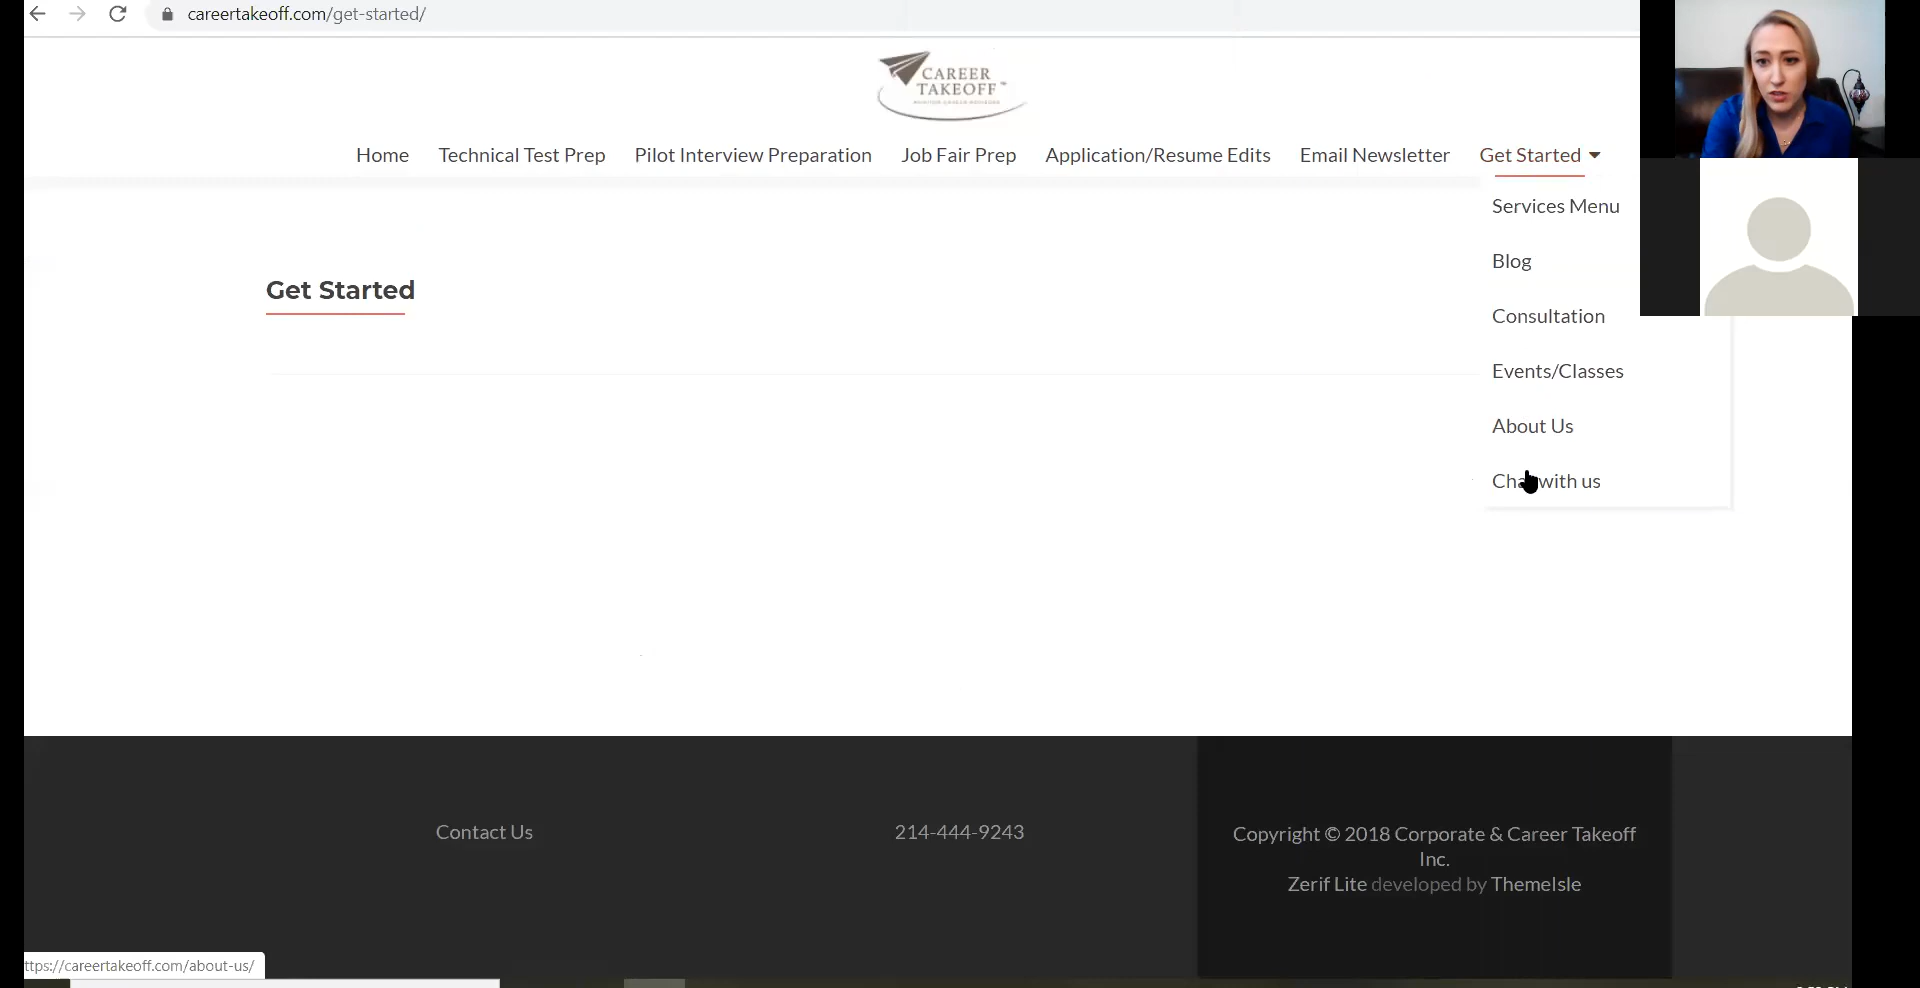 careertakeoff.com/get-started/
CAREER
TAKEOFF™
Home Technical Test Prep Pilot Interview Preparation Job Fair Prep Application/Resume Edits Email Newsletter Get Started
Services Menu
Blog
Consultation
Events/Classes
About Us
with us
Get Started
Contact Us
214-444-9243
Copyright © 2018 Corporate & Career Takeoff
Inc.
Zerif Lite developed by ThemeIsle
ttps://careertakeoff.com/about-us/